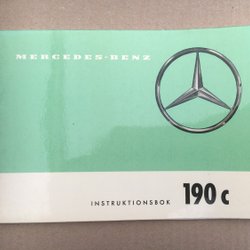 MERCEDES-BENZ
INSTRUKTIONSBOK 190 c